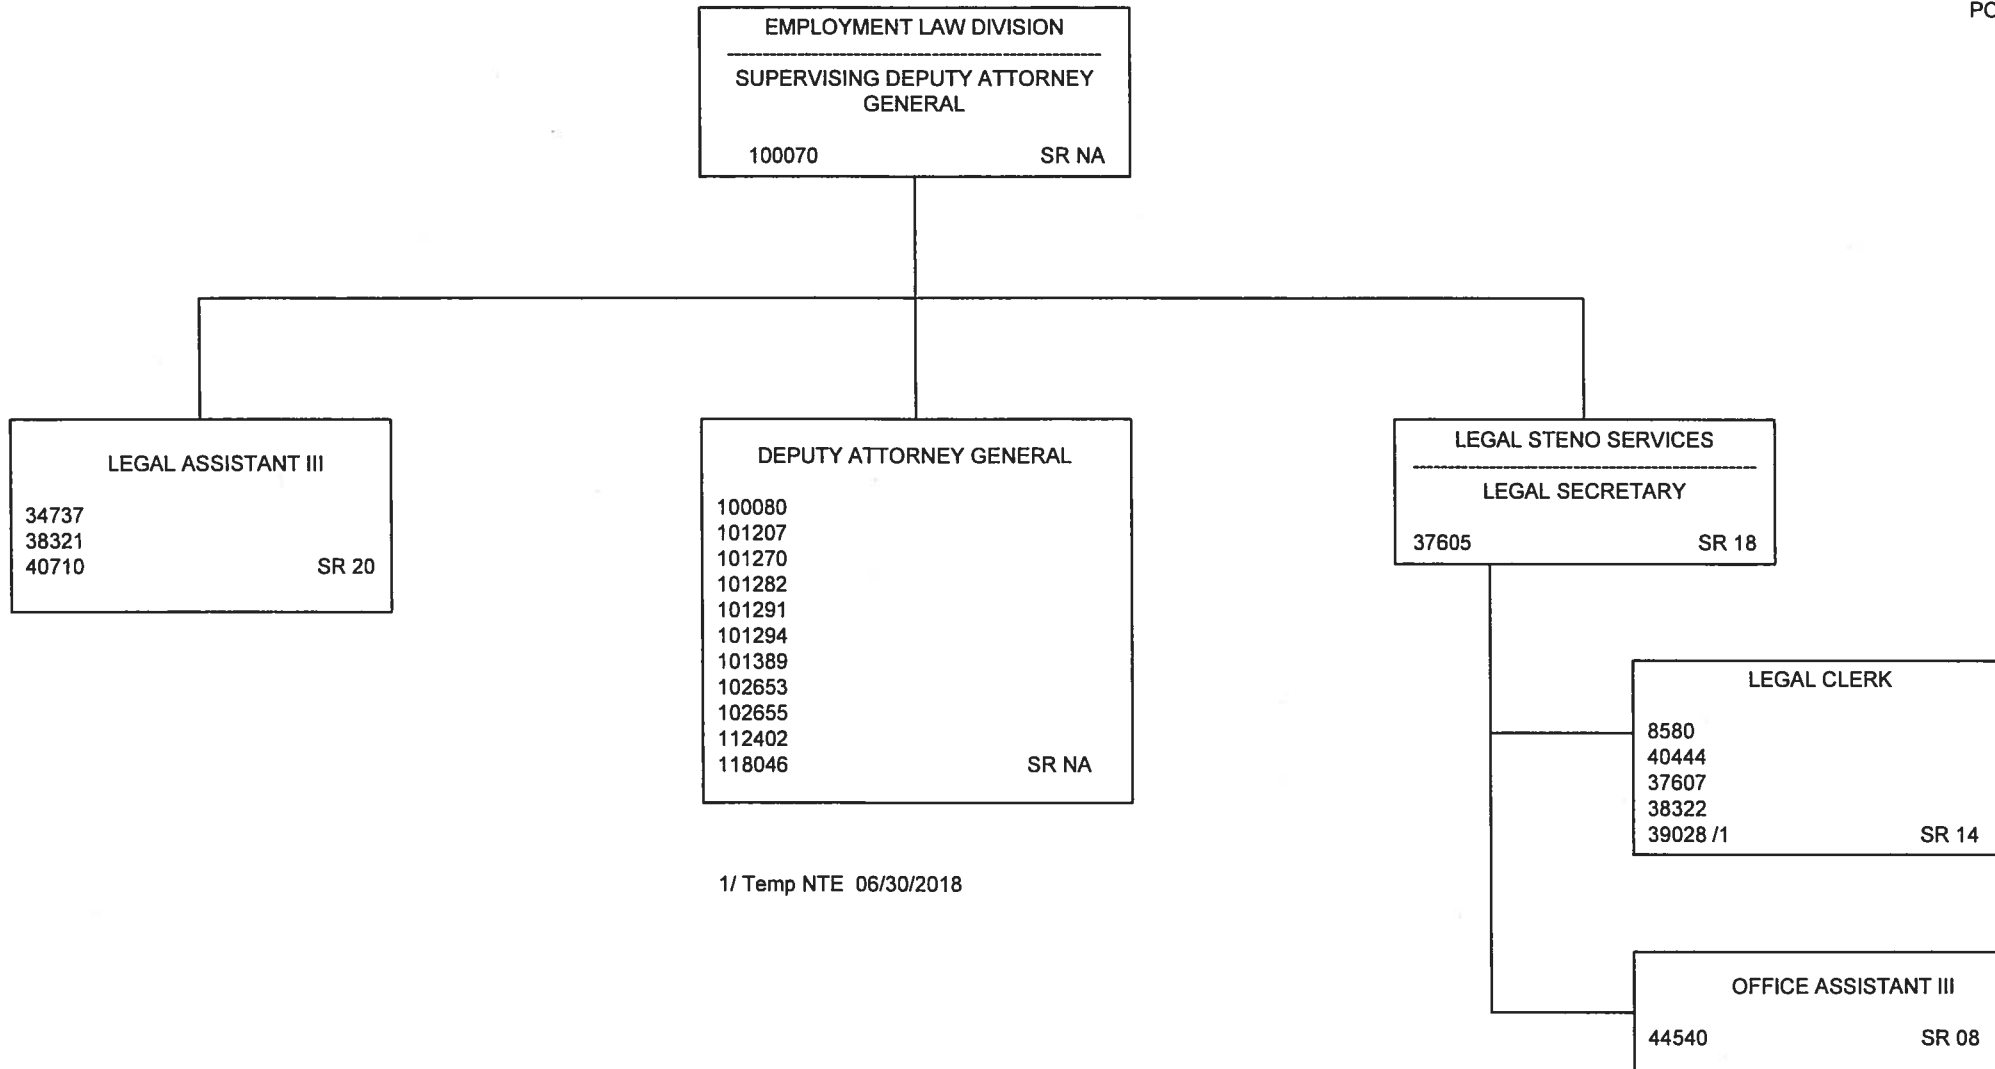 PO
EMPLOYMENT LAW DIVISION
SUPERVISING DEPUTY ATTORNEY
GENERAL
100070 SR NA
LEGAL ASSISTANT III
34737
38321
40710 SR 20
DEPUTY ATTORNEY GENERAL
100080
101207
101270
101282
101291
101294
101389
102653
102655
112402
118046 SR NA
1/ Temp NTE 06/30/2018
LEGAL STENO SERVICES
LEGAL SECRETARY
37605 SR 18
LEGAL CLERK
8580
40444
37607
38322
39028 /1 SR 14
OFFICE ASSISTANT III
44540 SR 08